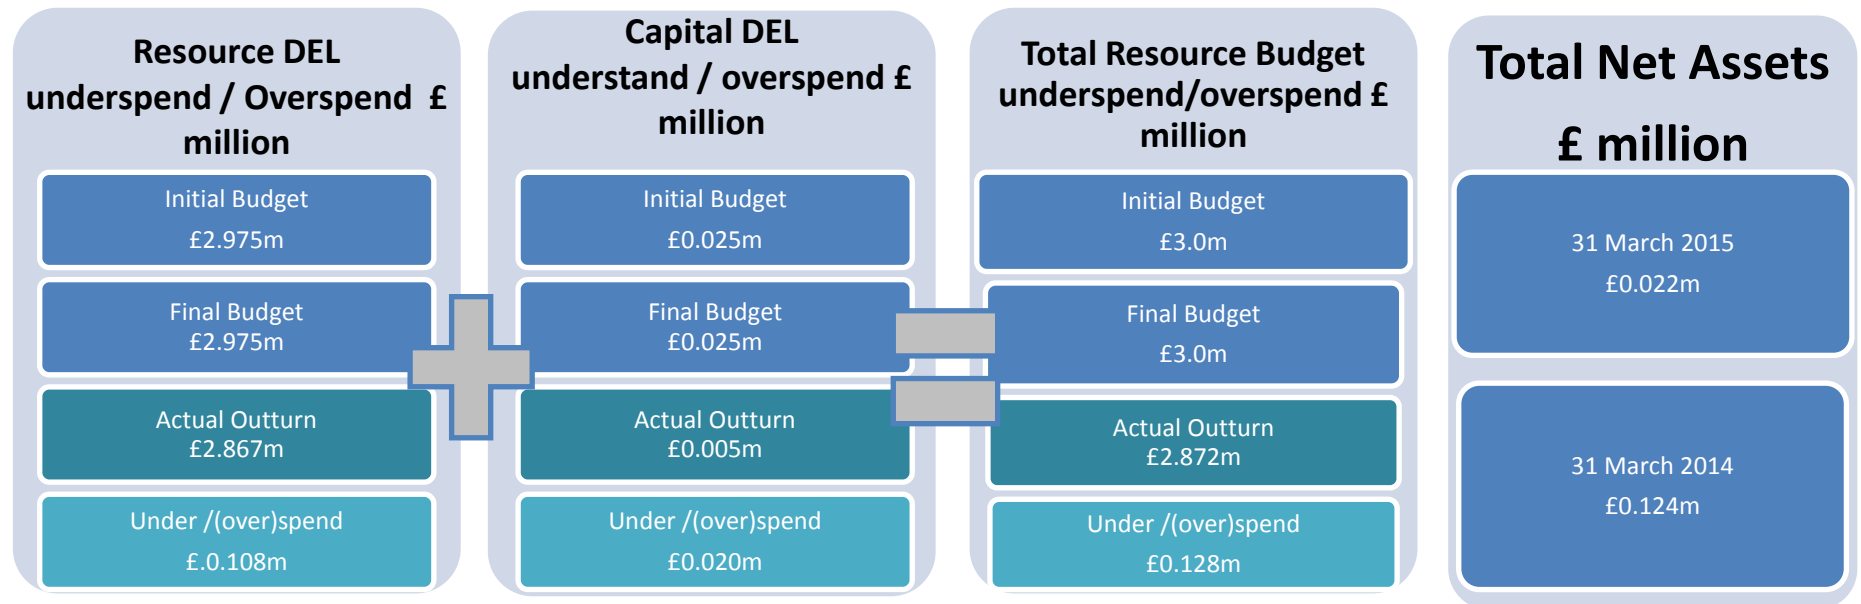 Resource DEL
underspend / Overspend £
million
Initial Budget
£2.975m
Final Budget
£2.975m
Actual Outturn
£2.867m
Under /(over)spend
£.0.108m
Capital DEL
understand / overspend £
million
Initial Budget
£0.025m
Final Budget
£0.025m
Actual Outturn
£0.005m
Under /(over)spend
£0.020m
Total Resource Budget
underspend/overspend £
million
Initial Budget
£3.0m
Final Budget
£3.0m
Actual Outturn
£2.872m
Under /(over)spend
£0.128m
Total Net Assets
£ million
31 March 2015
£0.022m
31 March 2014
£0.124m